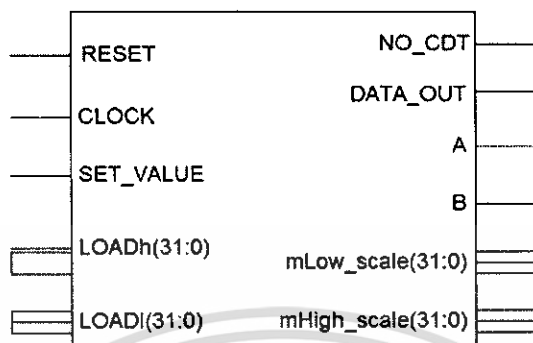 RESET
NO_CDT
DATA_OUT
CLOCK
A
SET_VALUE
B
LOADh(31:0)
mLow_scale(31:0)
LOADl(31:0)
mHigh_scale(31:0)